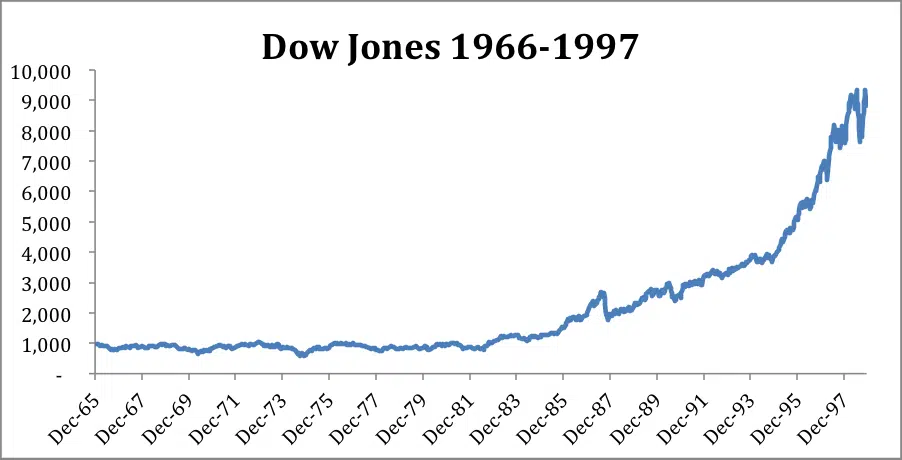 Dow Jones 1966-1997
10,000
9,000
8,000
7,000
6,000
5,000
4,000
3,000
2,000
1,000
-
Dec-65
Dec-67
Dec-69
Dec-71
Dec-73
Dec-75
Dec-77
Dec-79
Dec-81
Dec-83
Dec-85
Dec-87
Dec-89
Dec-91
Dec-93
Dec-95
Dec-97